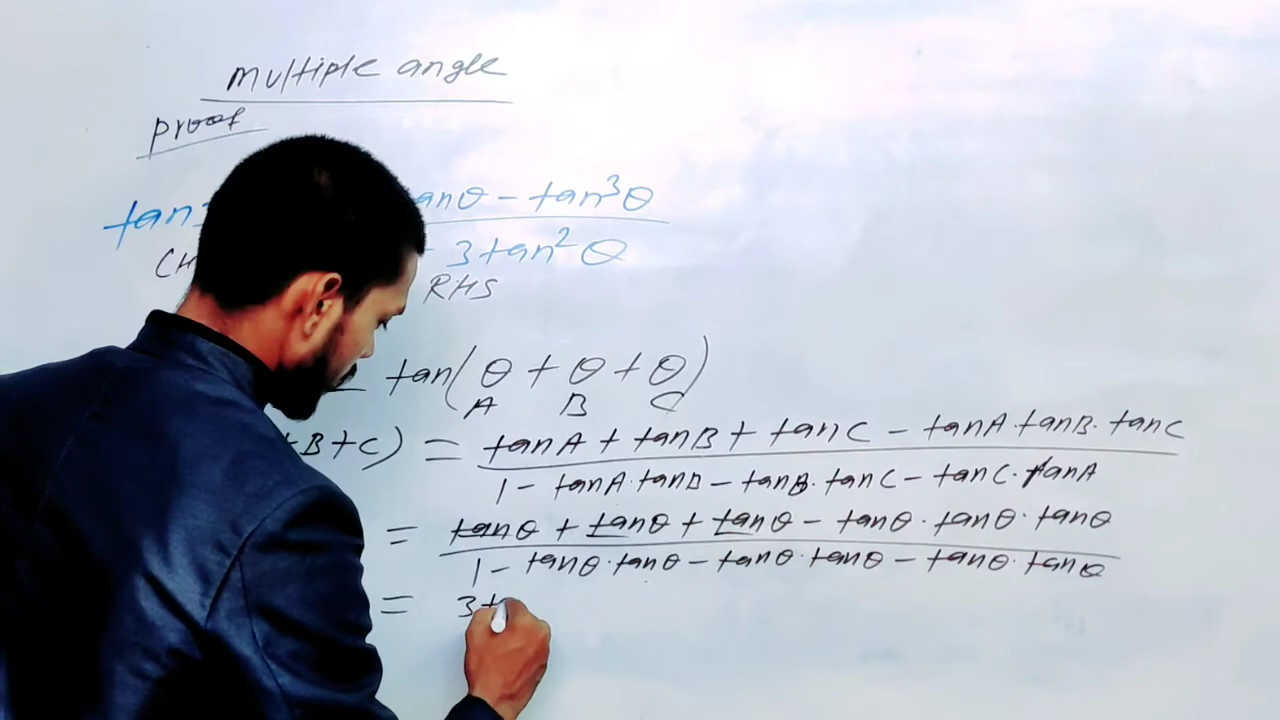 multiple angle
proof
tan anθ - tan³θ
3tan²θ
RHS
tan(θ + θ + θ)
A B C
B+C) = tanA + tanB + tanC - tanA·tanB·tanC
1 - tanA·tanB - tanB·tanC - tanC·tanA
= tanθ + tanθ + tanθ - tanθ·tanθ·tanθ
1 - tanθ·tanθ - tanθ·tanθ - tanθ·tanθ
= 3t